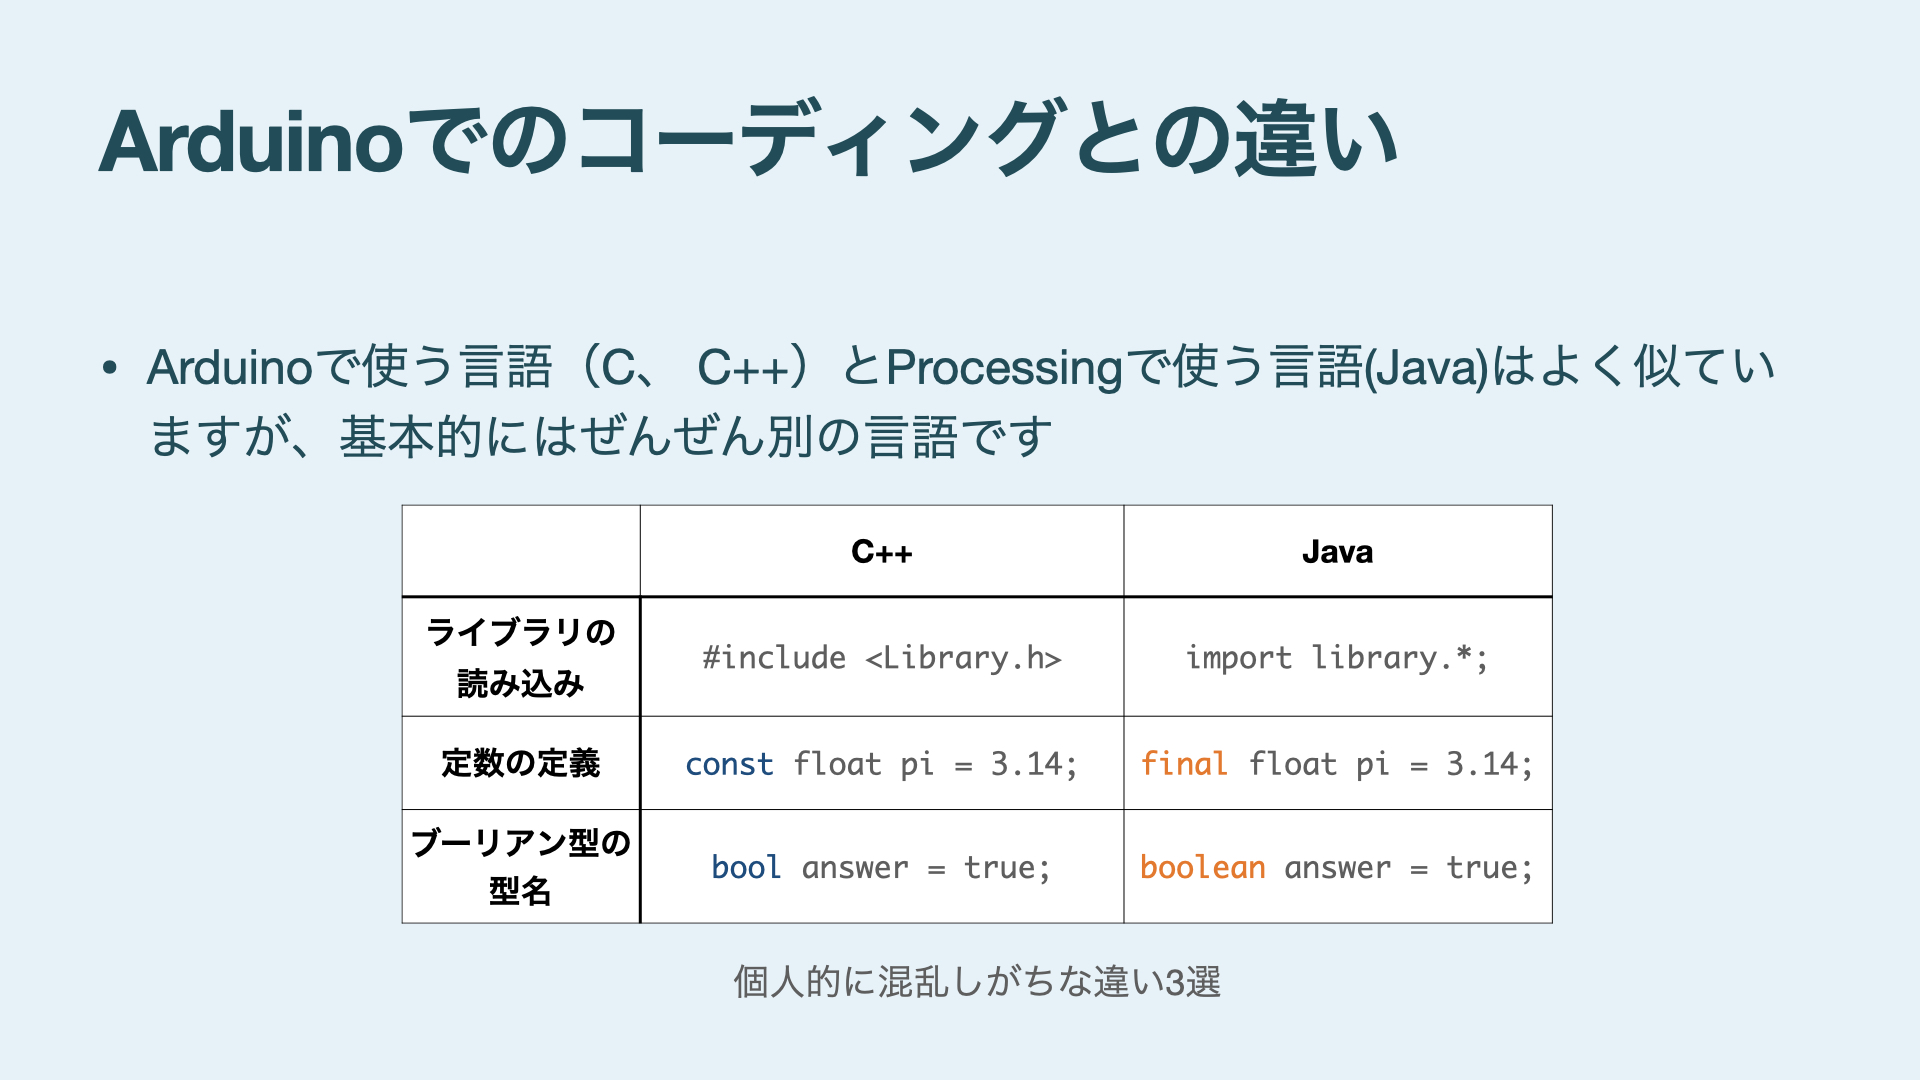 Arduinoでのコーディングとの違い
• Arduinoで使う言語（C、 C++）とProcessingで使う言語(Java)はよく似てい
ますが、基本的にはぜんぜん別の言語です
C++ Java
ライブラリの
読み込み
#include <Library.h> import library.*;
定数の定義 const float pi = 3.14; final float pi = 3.14;
ブーリアン型の
型名
bool answer = true; boolean answer = true;
個人的に混乱しがちな違い3選